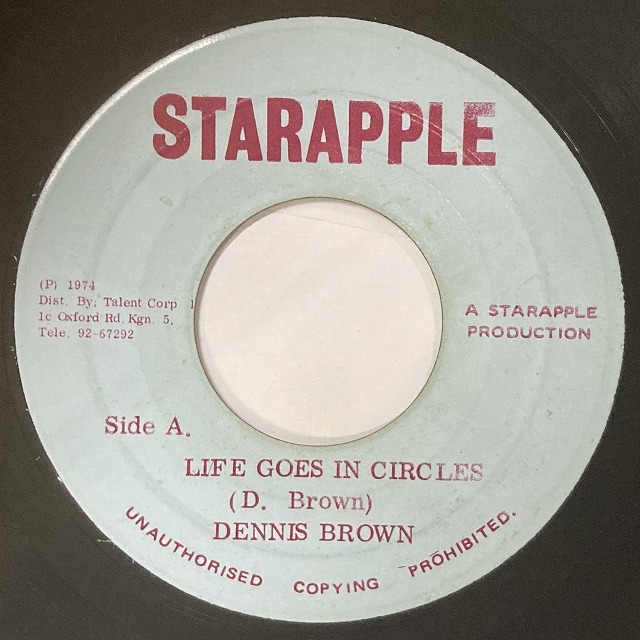 STARAPPLE
(P) 1974
Dist. By: Talent Corp 1
1c Oxford Rd, Kgn. 5.
Tele. 92-67292
A STARAPPLE
PRODUCTION
Side A.
LIFE GOES IN CIRCLES
(D. Brown)
DENNIS BROWN
UNAUTHORISED COPYING PROHIBITED.